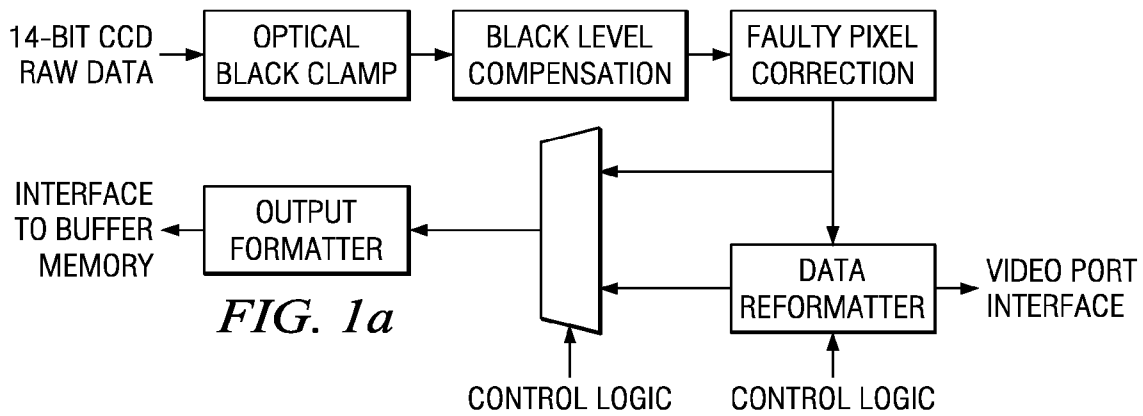 14-BIT CCD
RAW DATA
OPTICAL
BLACK CLAMP
BLACK LEVEL
COMPENSATION
FAULTY PIXEL
CORRECTION
INTERFACE
TO BUFFER
MEMORY
OUTPUT
FORMATTER
DATA
REFORMATTER
VIDEO PORT
INTERFACE
FIG. 1a
CONTROL LOGIC
CONTROL LOGIC